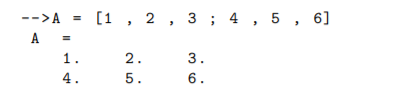 -->A = [1 , 2 , 3 ; 4 , 5 , 6]
A =
1. 2. 3.
4. 5. 6.